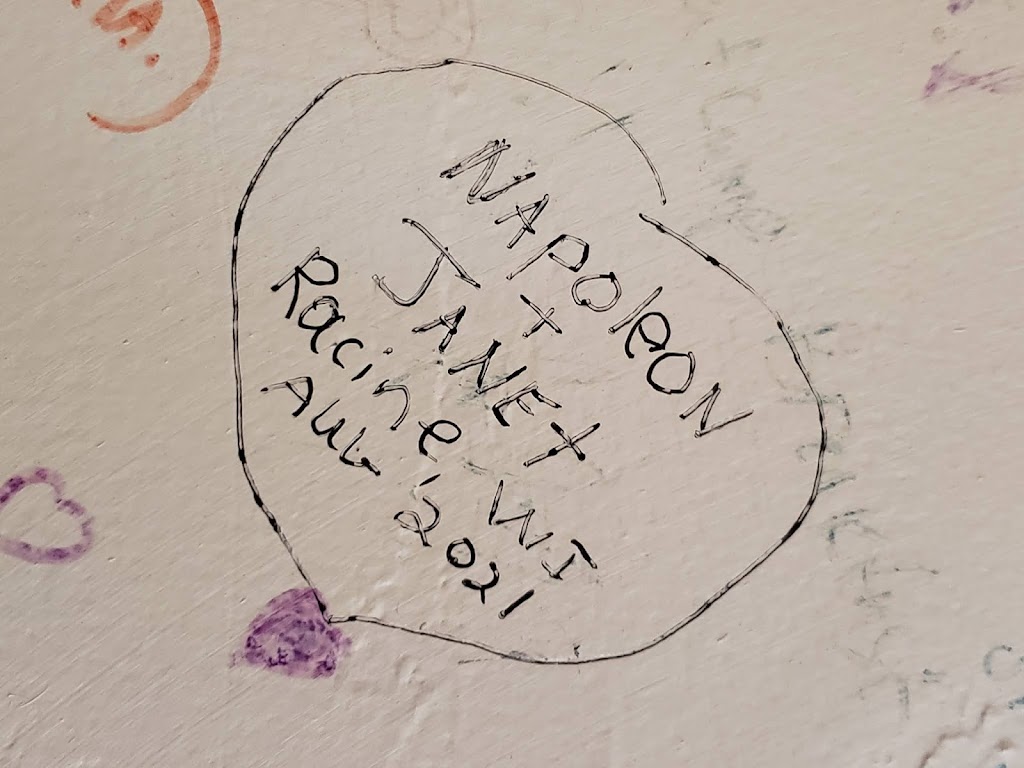 NAPOleON
+
JANET
Racine, WI
AUG 2021